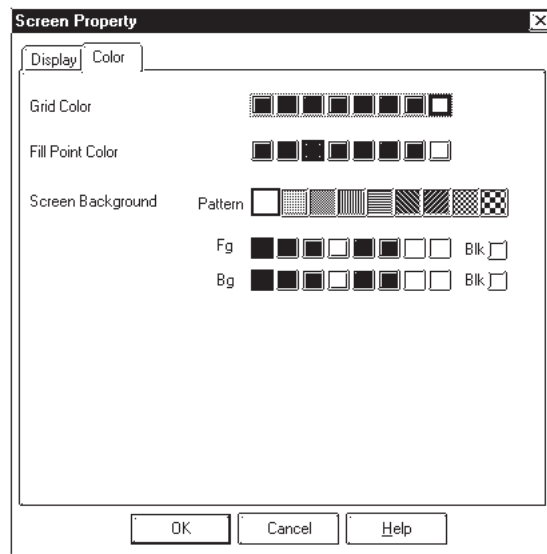 Screen Property
Display Color
Grid Color
Fill Point Color
Screen Background Pattern
Fg Blk
Bg Blk
OK Cancel Help